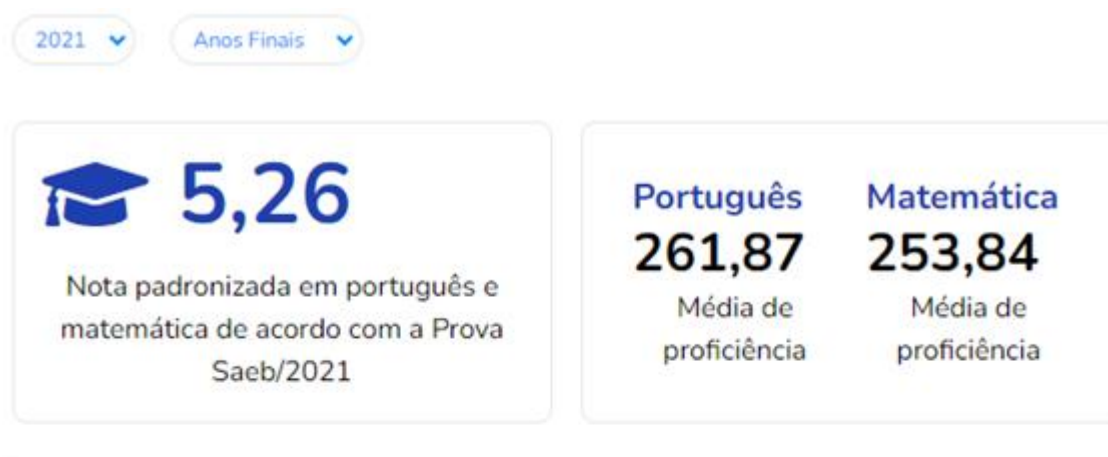 2021
Anos Finais
5,26
Nota padronizada em português e
matemática de acordo com a Prova
Saeb/2021
Português
261,87
Média de
proficiência
Matemática
253,84
Média de
proficiência